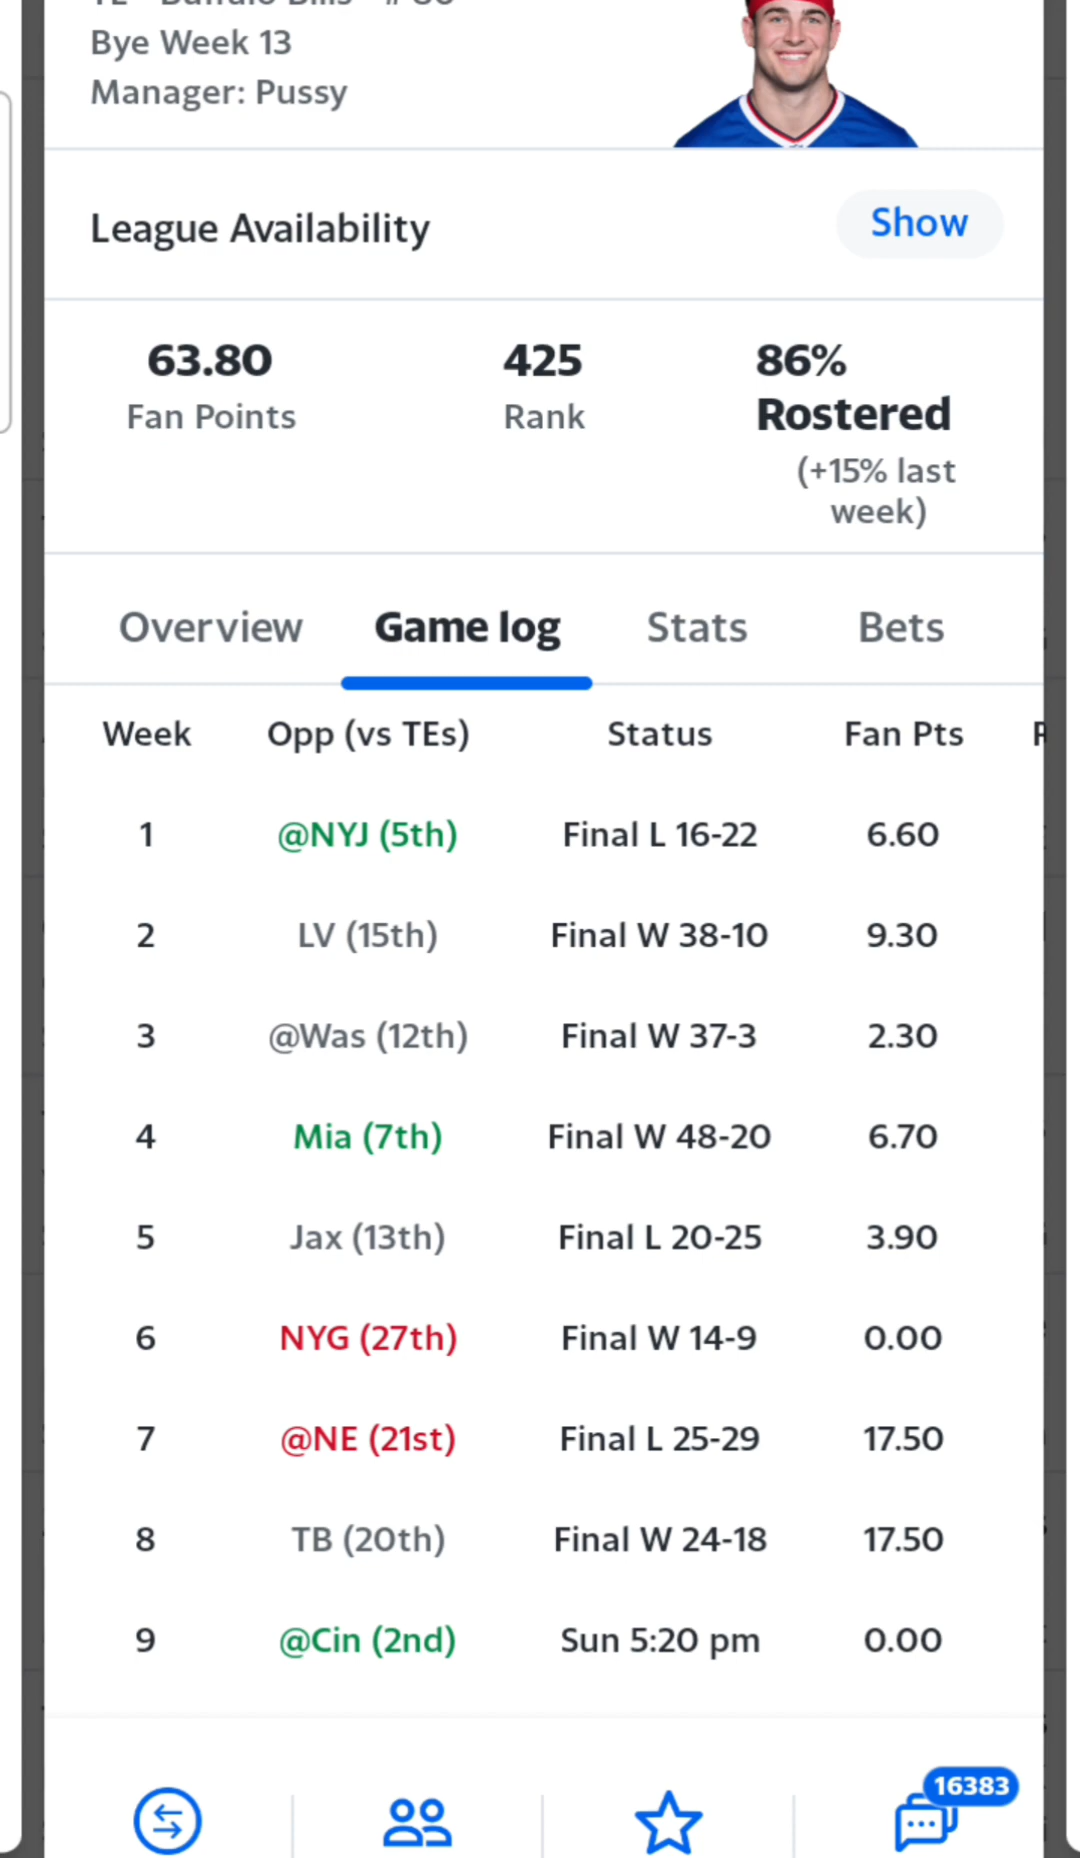 Bye Week 13
Manager: Pussy
League Availability
Show
63.80
Fan Points
425
Rank
86%
Rostered
(+15% last
week)
Overview Game log Stats Bets
Week Opp (vs TEs) Status Fan Pts
1 @NYJ (5th) Final L 16-22 6.60
2 LV (15th) Final W 38-10 9.30
3 @Was (12th) Final W 37-3 2.30
4 Mia (7th) Final W 48-20 6.70
5 Jax (13th) Final L 20-25 3.90
6 NYG (27th) Final W 14-9 0.00
7 @NE (21st) Final L 25-29 17.50
8 TB (20th) Final W 24-18 17.50
9 @Cin (2nd) Sun 5:20 pm 0.00
16383